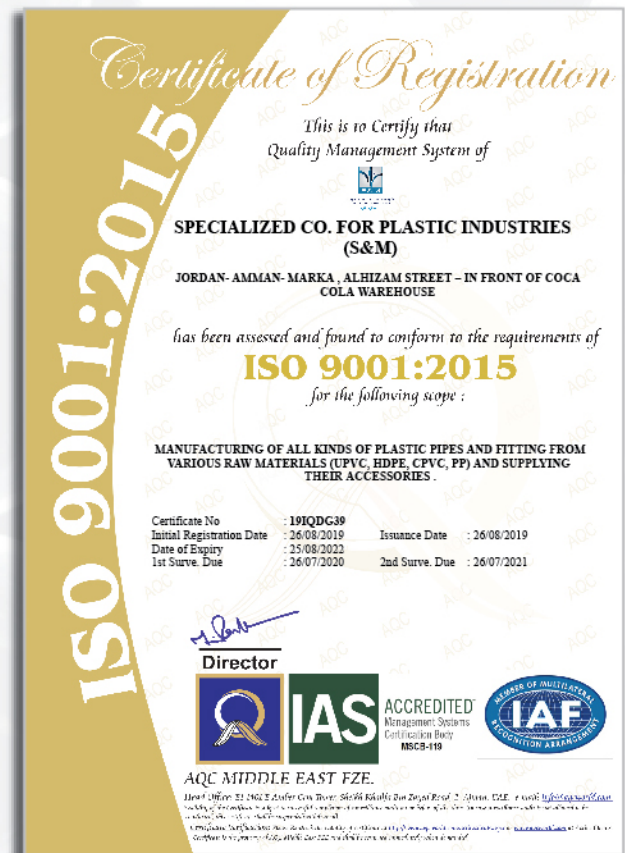 Certificate of Registration
ISO 9001:2015
This is to Certify that
Quality Management System of
SPECIALIZED CO. FOR PLASTIC INDUSTRIES
(S&M)
JORDAN- AMMAN- MARKA , ALHIZAM STREET – IN FRONT OF COCA
COLA WAREHOUSE
has been assessed and found to conform to the requirements of
ISO 9001:2015
for the following scope :
MANUFACTURING OF ALL KINDS OF PLASTIC PIPES AND FITTING FROM
VARIOUS RAW MATERIALS (UPVC, HDPE, CPVC, PP) AND SUPPLYING
THEIR ACCESSORIES .
Certificate No : 19IQDG39
Initial Registration Date : 26/08/2019 Issuance Date : 26/08/2019
Date of Expiry : 25/08/2022
1st Surve. Due : 26/07/2020 2nd Surve. Due : 26/07/2021
Director
IAS
ACCREDITED
Management Systems
Certification Body
MSCB-119
MEMBER OF MULTILATERAL
IAF
RECOGNITION ARRANGEMENT
AQC MIDDLE EAST FZE.